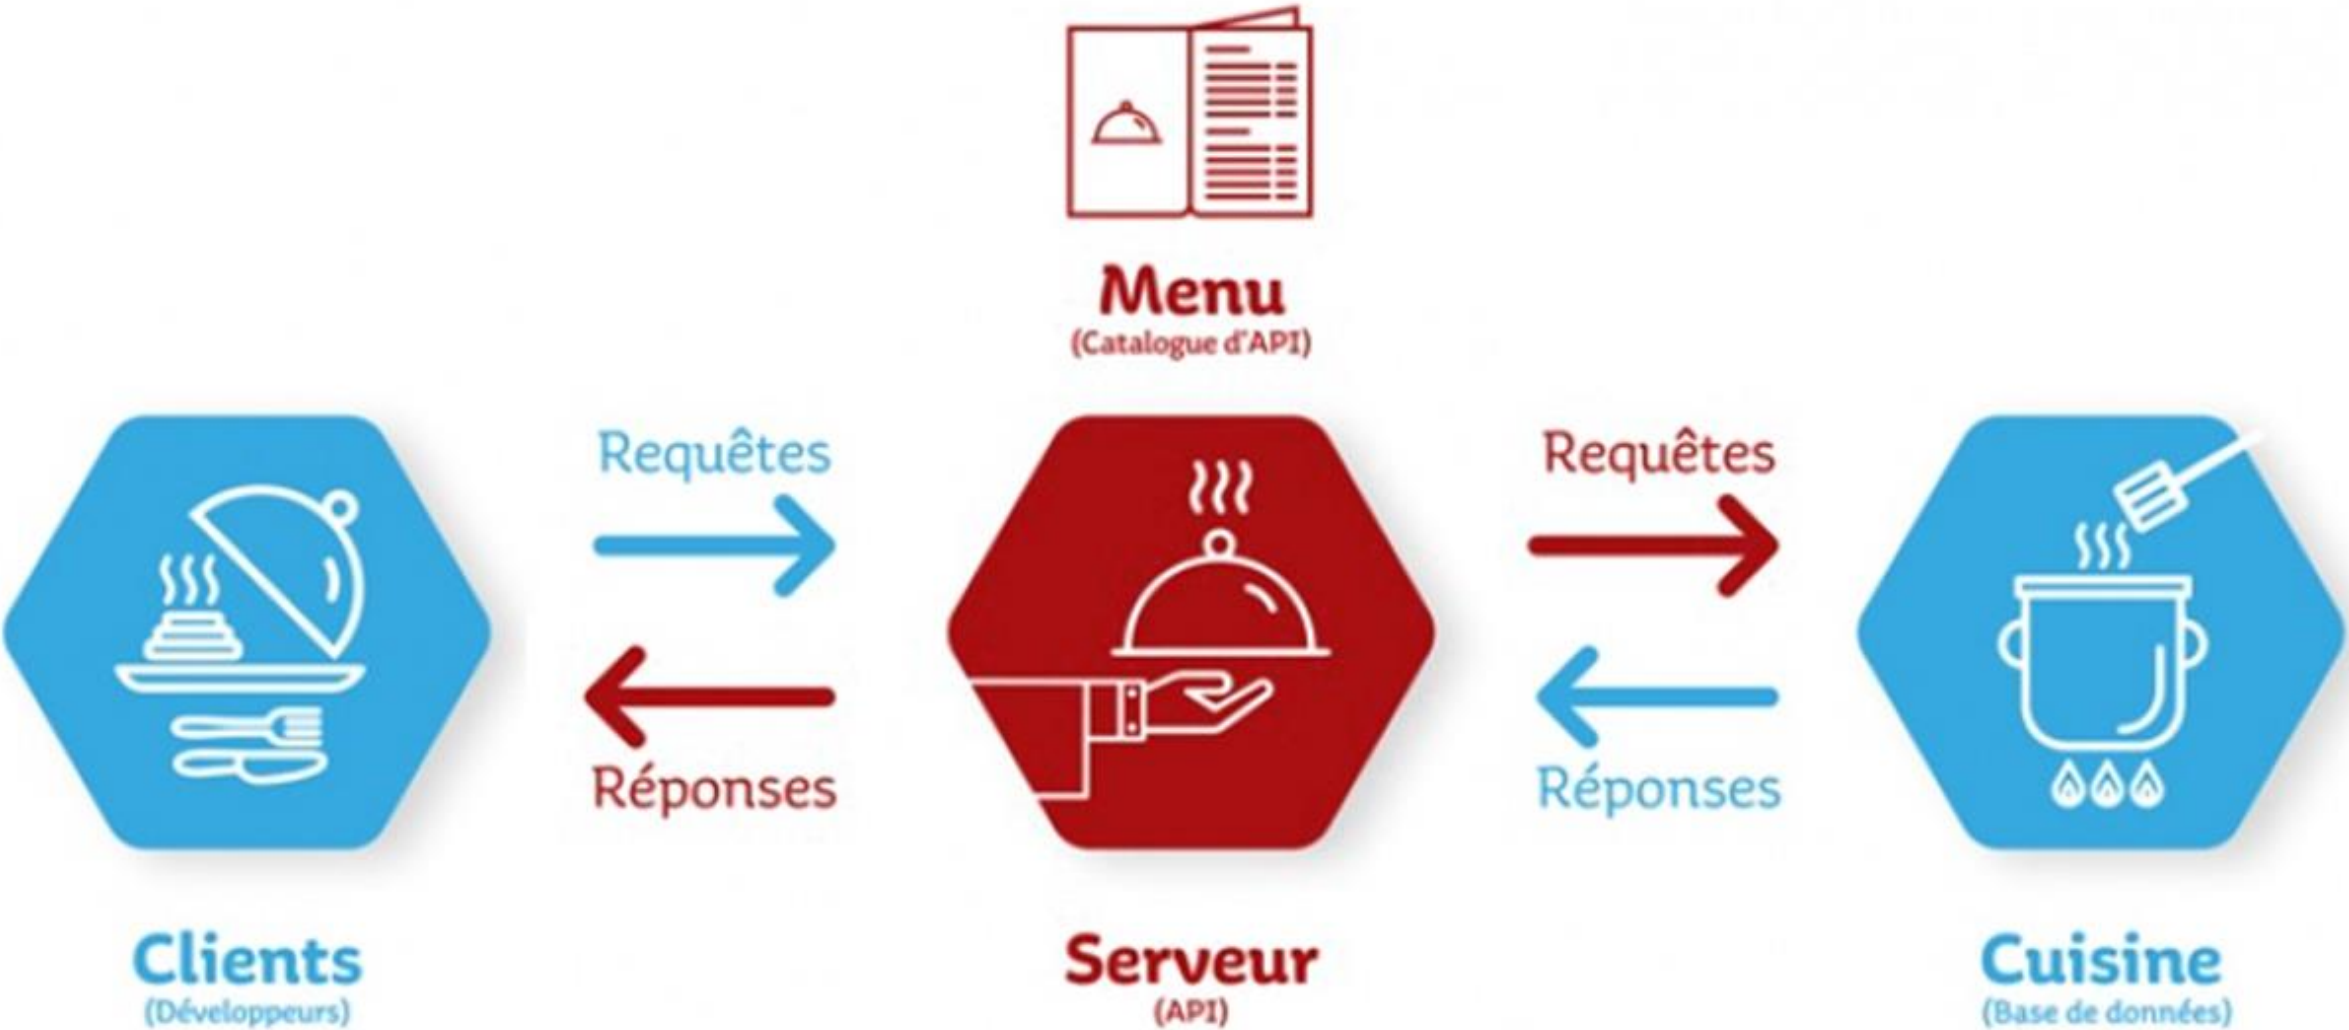 Menu
(Catalogue d'API)
Requêtes
Requêtes
Réponses
Réponses
Clients
(Développeurs)
Serveur
(API)
Cuisine
(Base de données)